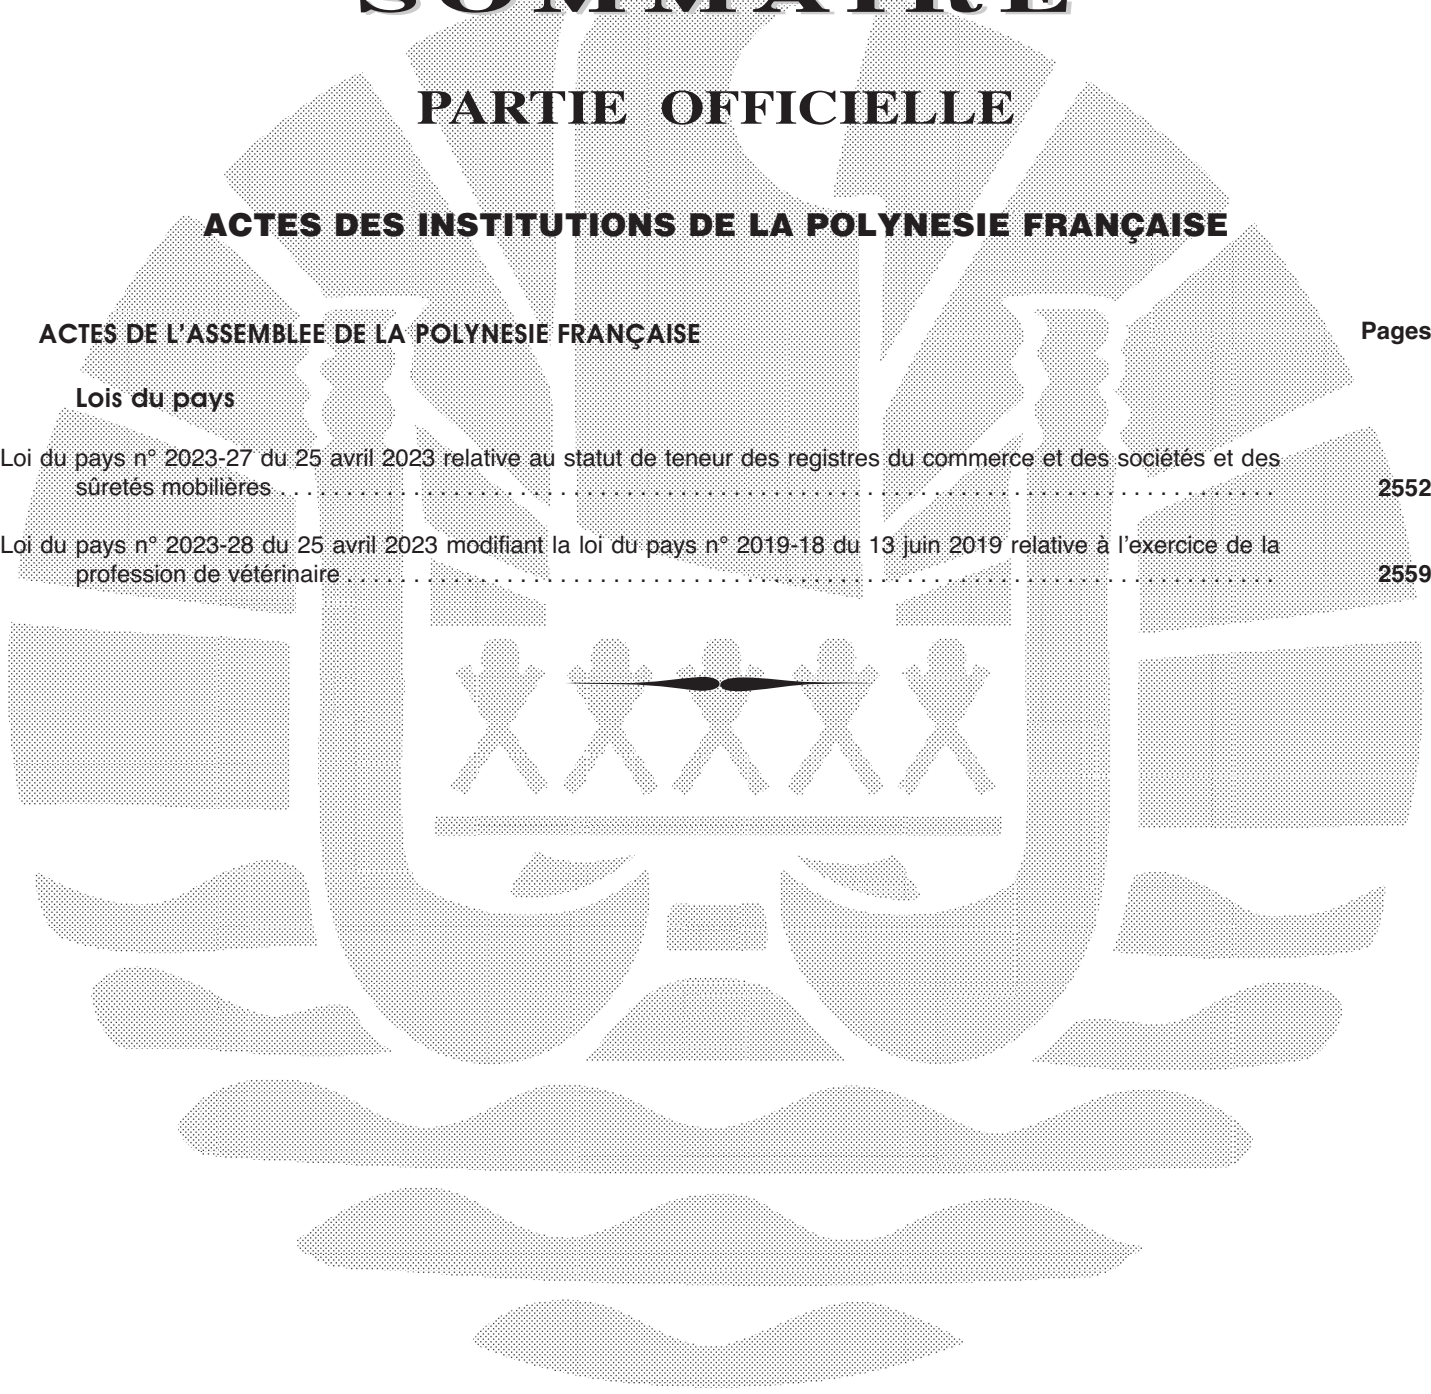 SOMMAIRE
PARTIE OFFICIELLE
ACTES DES INSTITUTIONS DE LA POLYNESIE FRANÇAISE
ACTES DE L'ASSEMBLEE DE LA POLYNESIE FRANÇAISE Pages
Lois du pays
Loi du pays n° 2023-27 du 25 avril 2023 relative au statut de teneur des registres du commerce et des sociétés et des
sûretés mobilières . . . . . . . . . . . . . . . . . . . . . . . . . . . . . . . . . . . . . . . . 2552
Loi du pays n° 2023-28 du 25 avril 2023 modifiant la loi du pays n° 2019-18 du 13 juin 2019 relative à l’exercice de la
profession de vétérinaire . . . . . . . . . . . . . . . . . . . . . . . . . . . . . . . . . . . . . . . . 2559